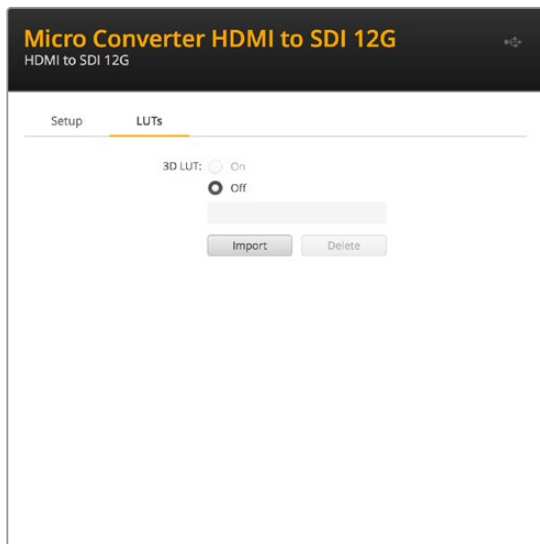 Micro Converter HDMI to SDI 12G
HDMI to SDI 12G
Setup LUTs
3D LUT: On
Off
Import Delete